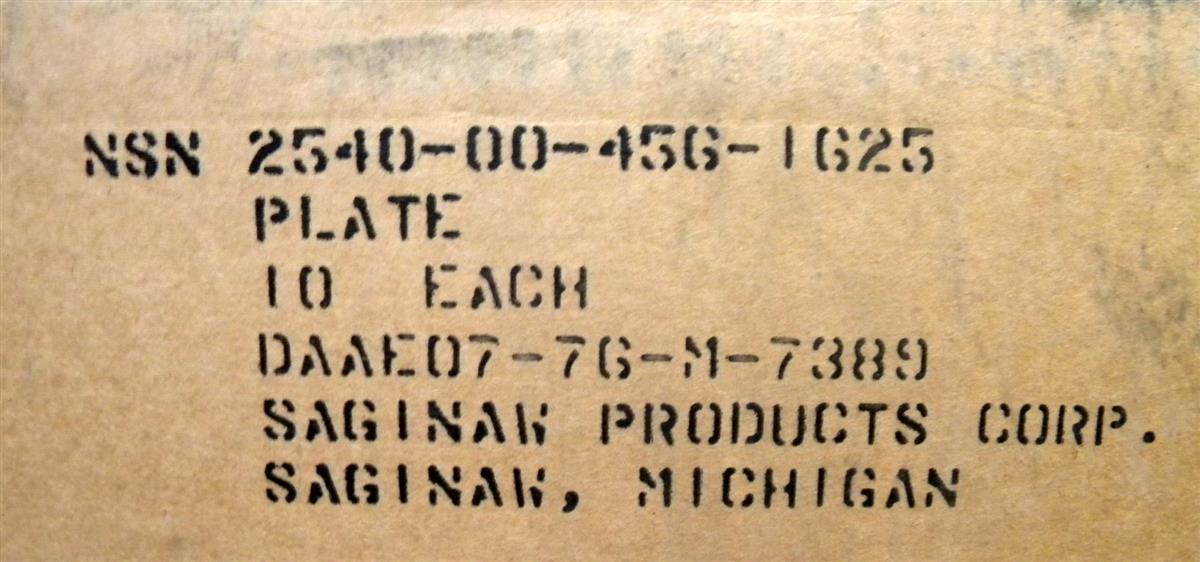 NSN 2540-00-456-1625
PLATE
10 EACH
DAAE07-76-M-7389
SAGINAW PRODUCTS CORP.
SAGINAW, MICHIGAN